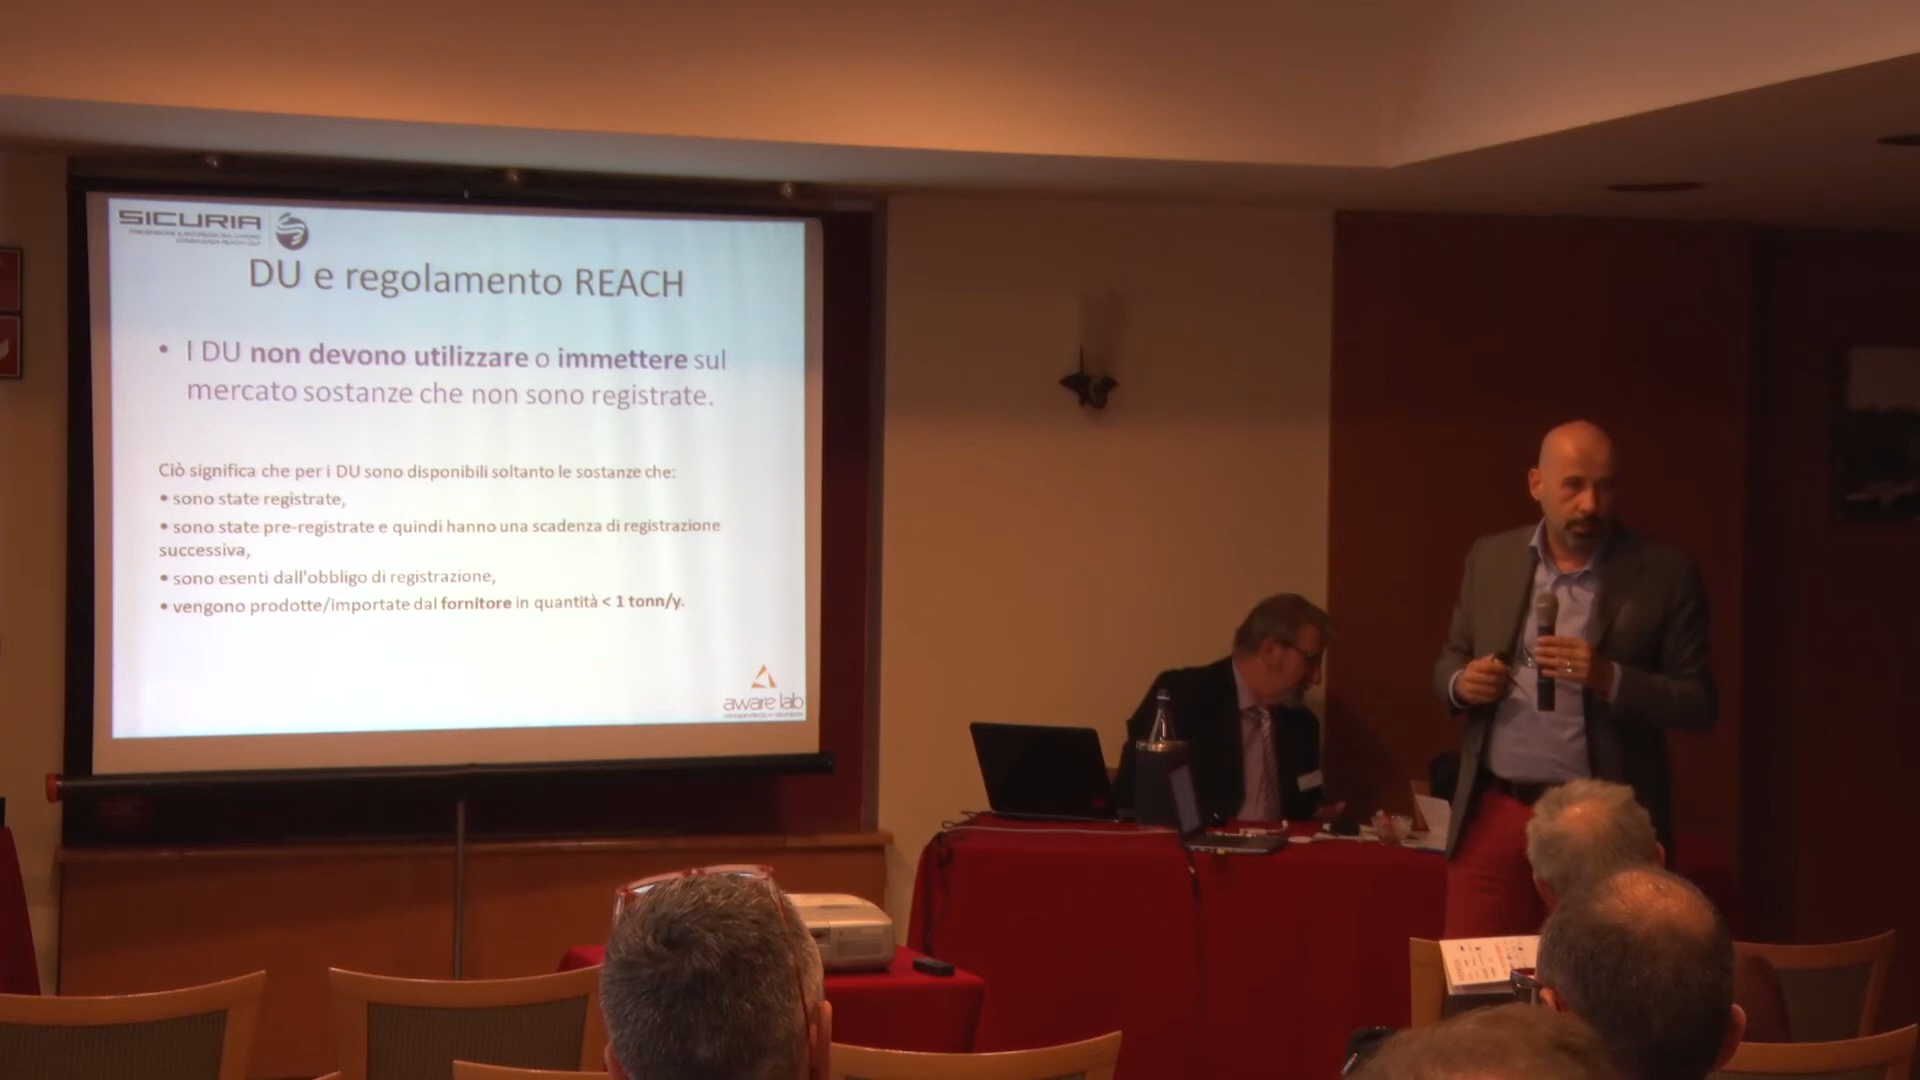 SICURIA
DU e regolamento REACH
• I DU non devono utilizzare o immettere sul
mercato sostanze che non sono registrate.
Ciò significa che per i DU sono disponibili soltanto le sostanze che:
• sono state registrate,
• sono state pre-registrate e quindi hanno una scadenza di registrazione
successiva,
• sono esenti dall'obbligo di registrazione,
• vengono prodotte/importate dal fornitore in quantità < 1 tonn/y.
aware lab